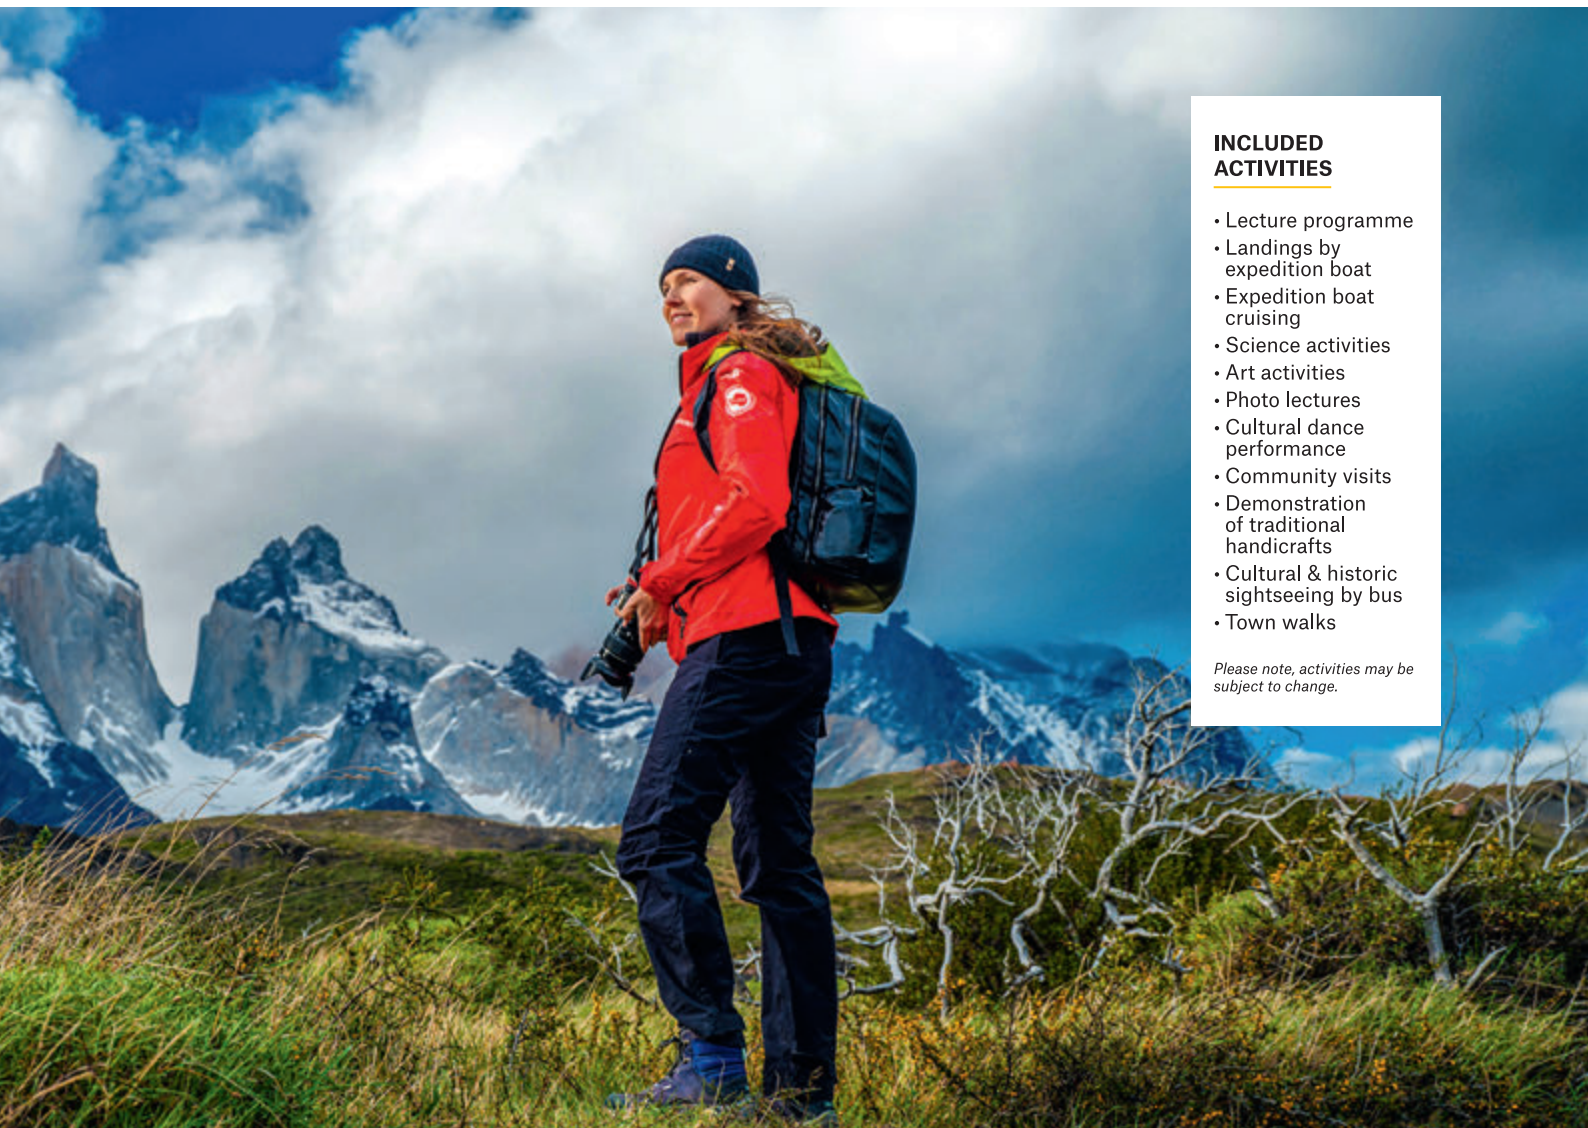 INCLUDED
ACTIVITIES
• Lecture programme
• Landings by
expedition boat
• Expedition boat
cruising
• Science activities
• Art activities
• Photo lectures
• Cultural dance
performance
• Community visits
• Demonstration
of traditional
handicrafts
• Cultural & historic
sightseeing by bus
• Town walks
Please note, activities may be
subject to change.